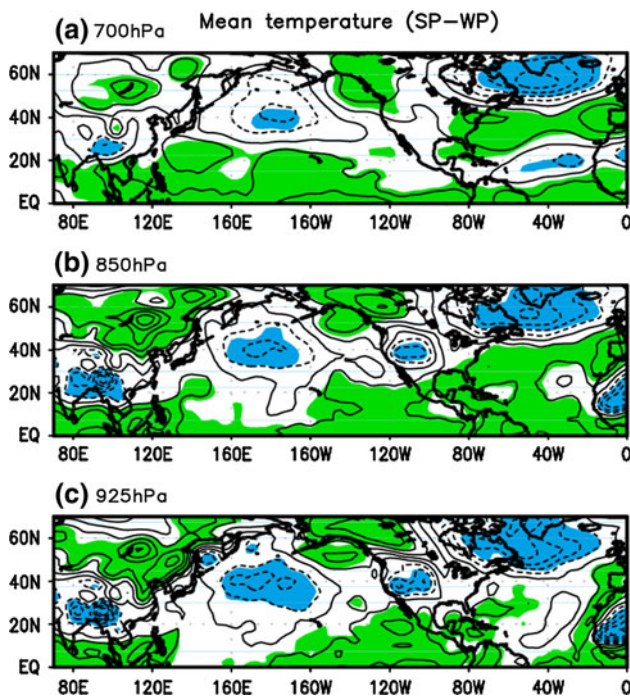 Mean temperature (SP-WP)
(a) 700hPa
60N
40N
20N
EQ
80E 120E 160E 160W 120W 80W 40W 0
(b) 850hPa
60N
40N
20N
EQ
80E 120E 160E 160W 120W 80W 40W 0
(c) 925hPa
60N
40N
20N
EQ
80E 120E 160E 160W 120W 80W 40W 0